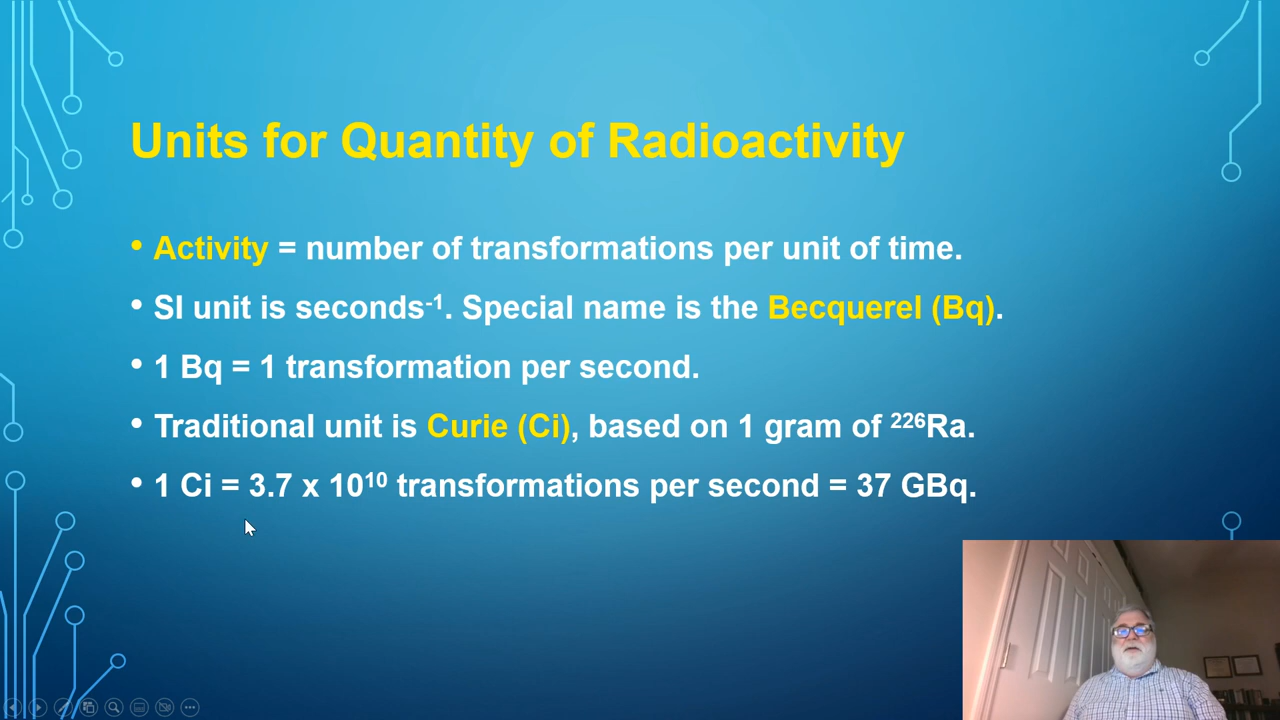 Units for Quantity of Radioactivity
• Activity = number of transformations per unit of time.
• SI unit is seconds⁻¹. Special name is the Becquerel (Bq).
• 1 Bq = 1 transformation per second.
• Traditional unit is Curie (Ci), based on 1 gram of ²²⁶Ra.
• 1 Ci = 3.7 x 10¹⁰ transformations per second = 37 GBq.